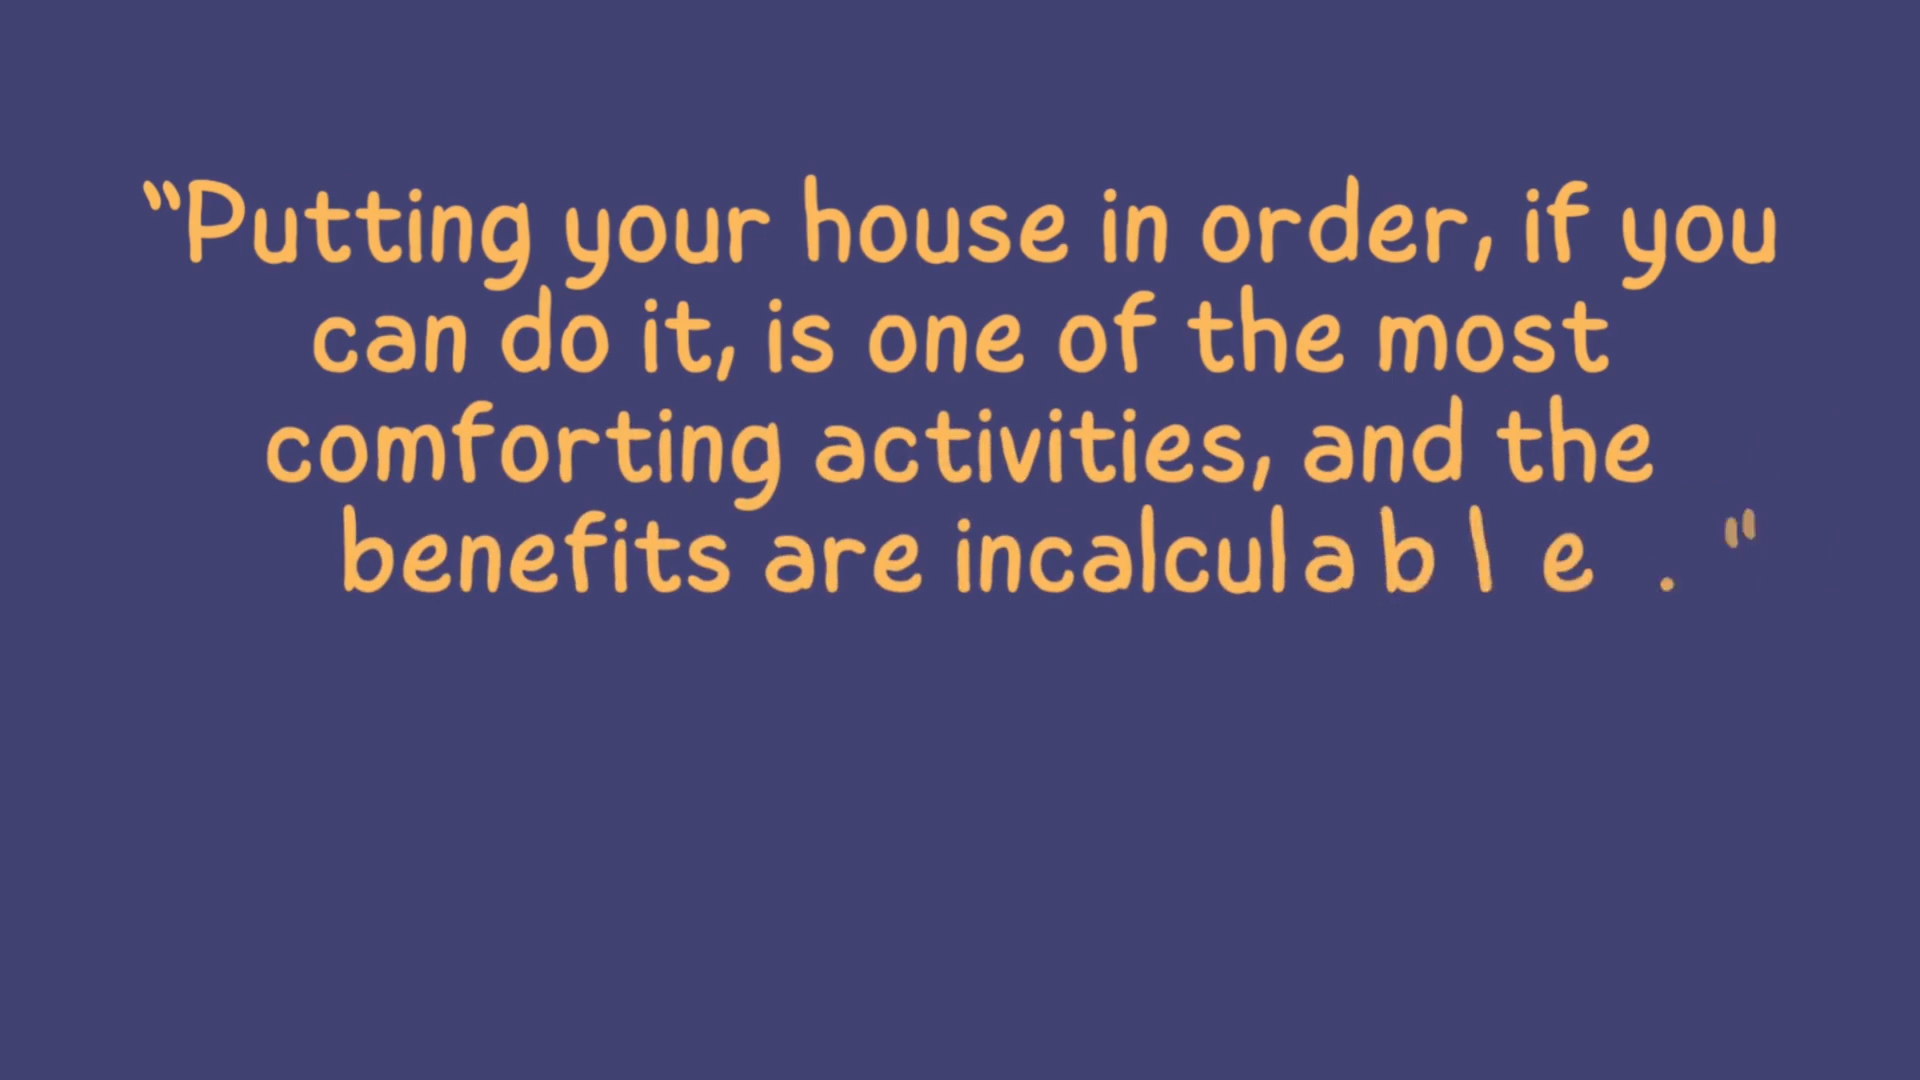 “Putting your house in order, if you
can do it, is one of the most
comforting activities, and the
benefits are incalculable."